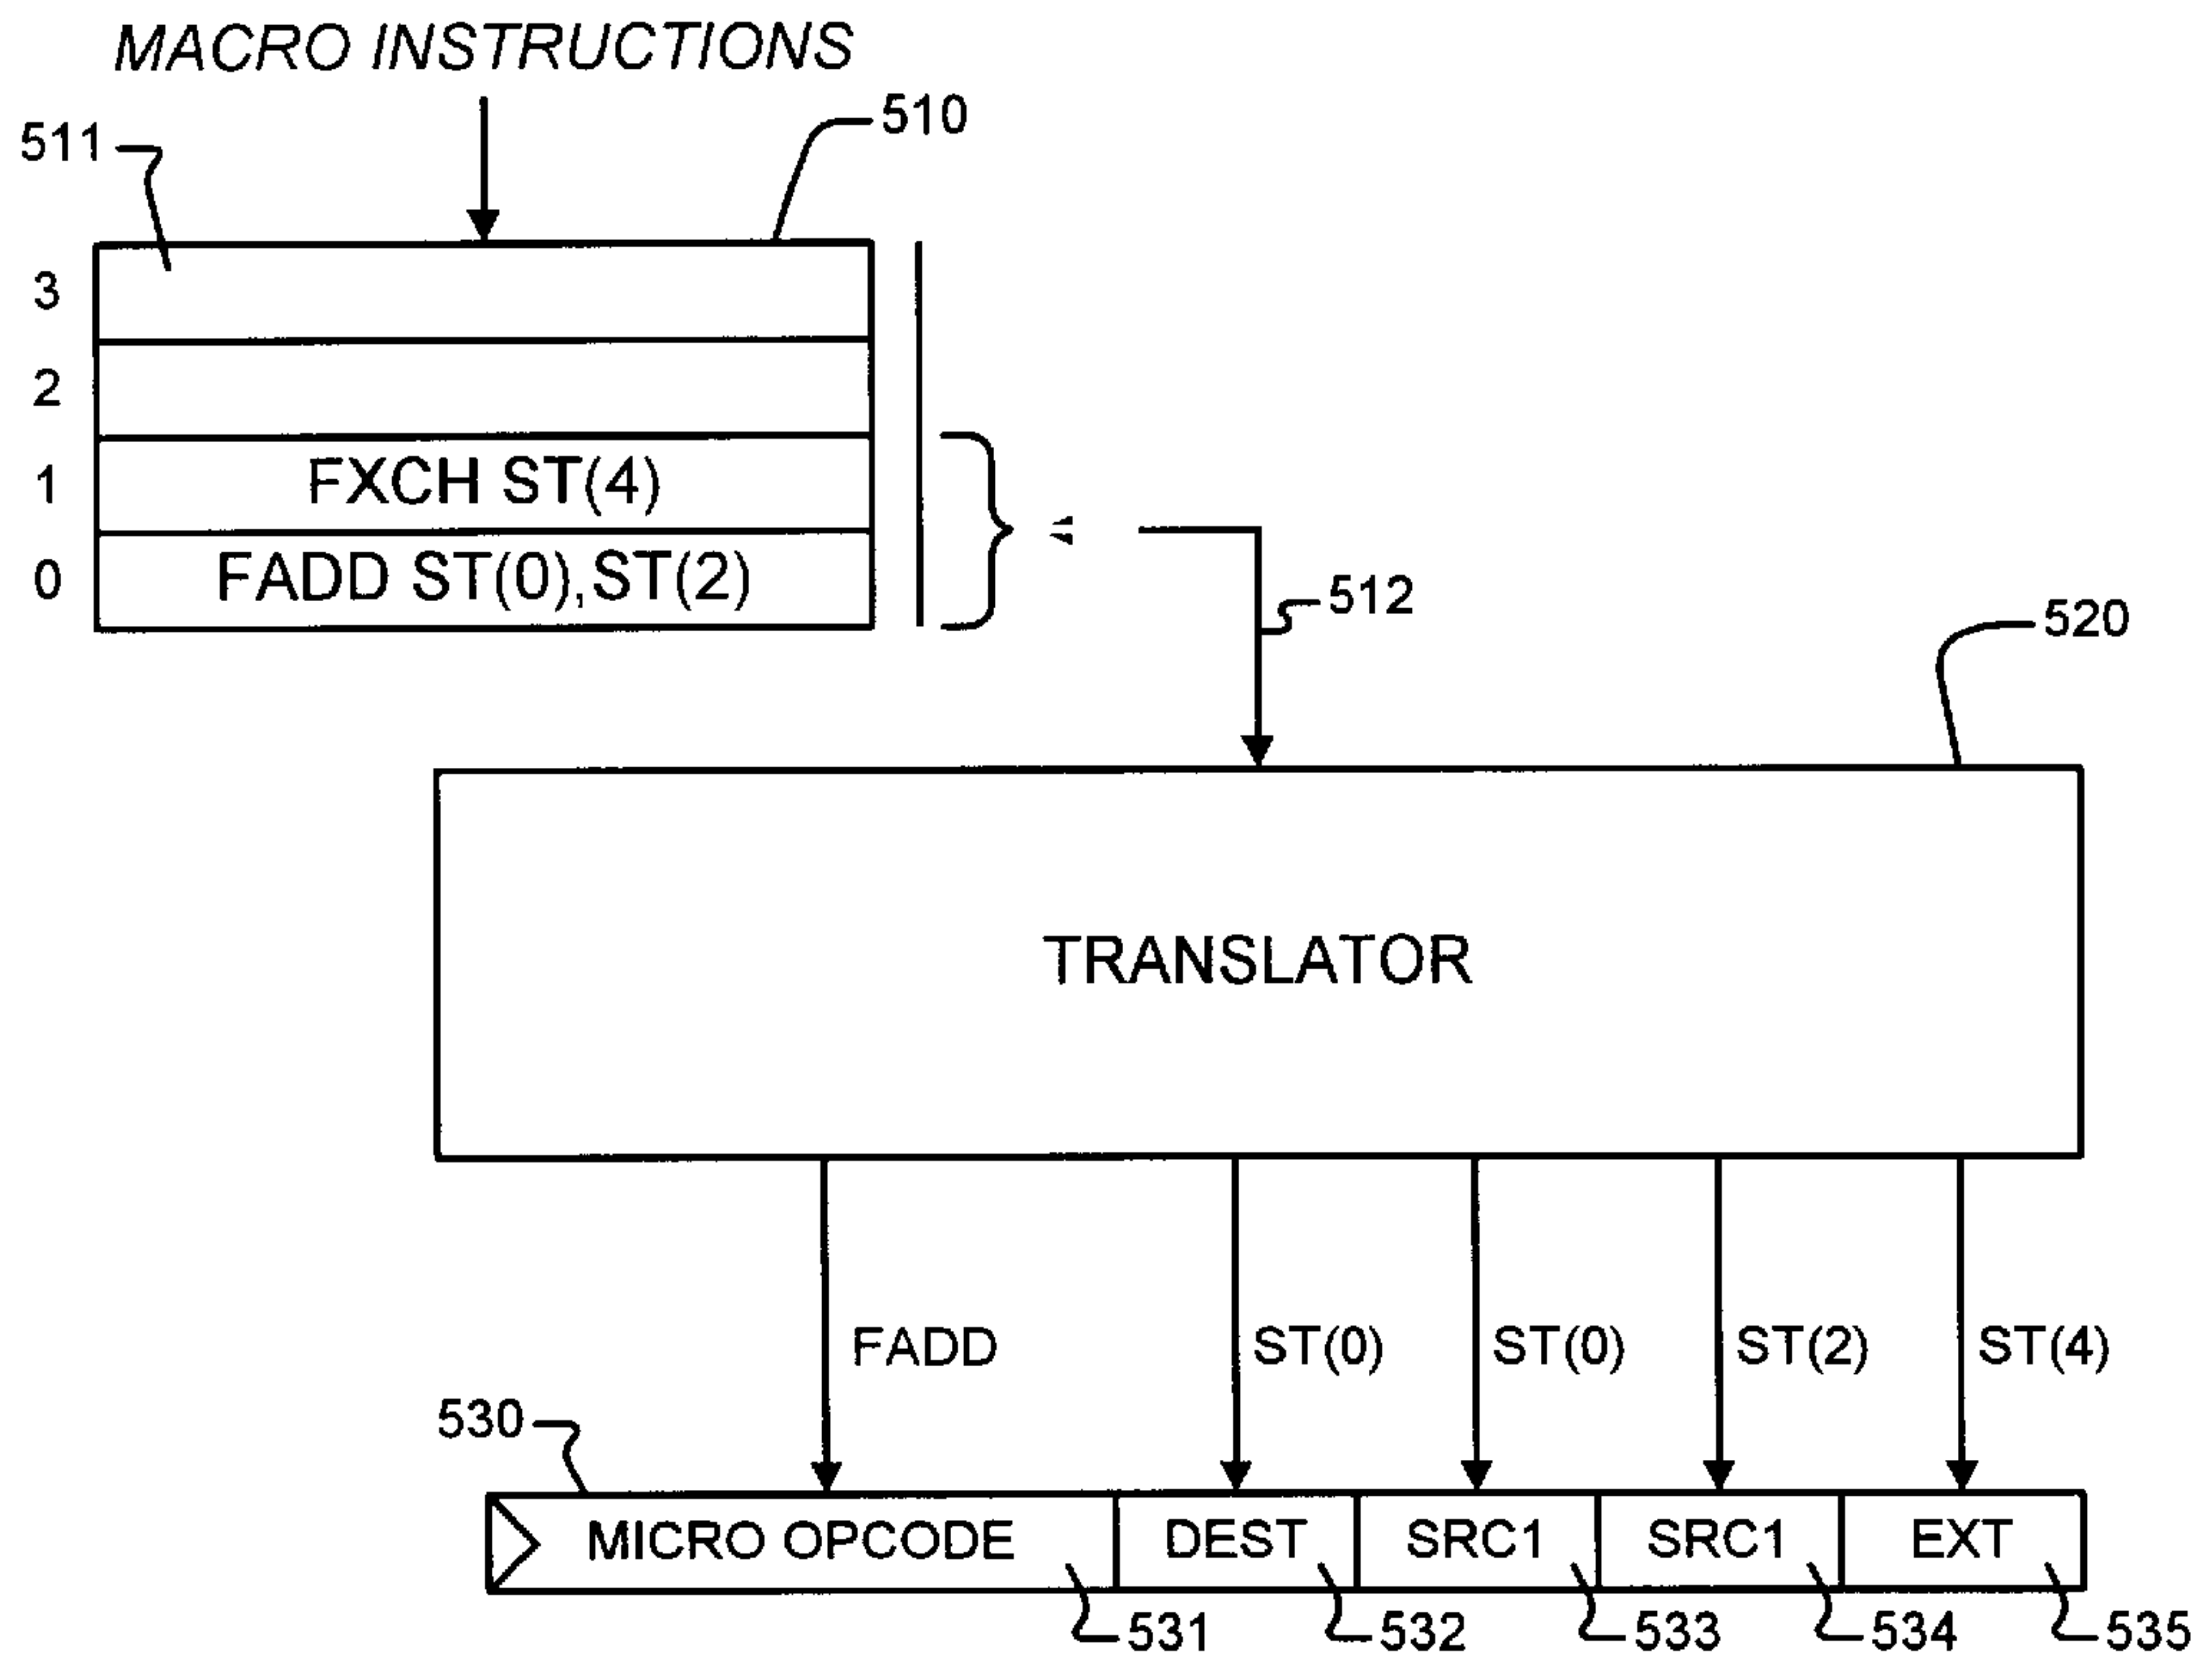 MACRO INSTRUCTIONS
510
511
3
2
1 FXCH ST(4)
0 FADD ST(0),ST(2)
512
520
TRANSLATOR
FADD ST(0) ST(0) ST(2) ST(4)
530
MICRO OPCODE DEST SRC1 SRC1 EXT
531 532 533 534 535